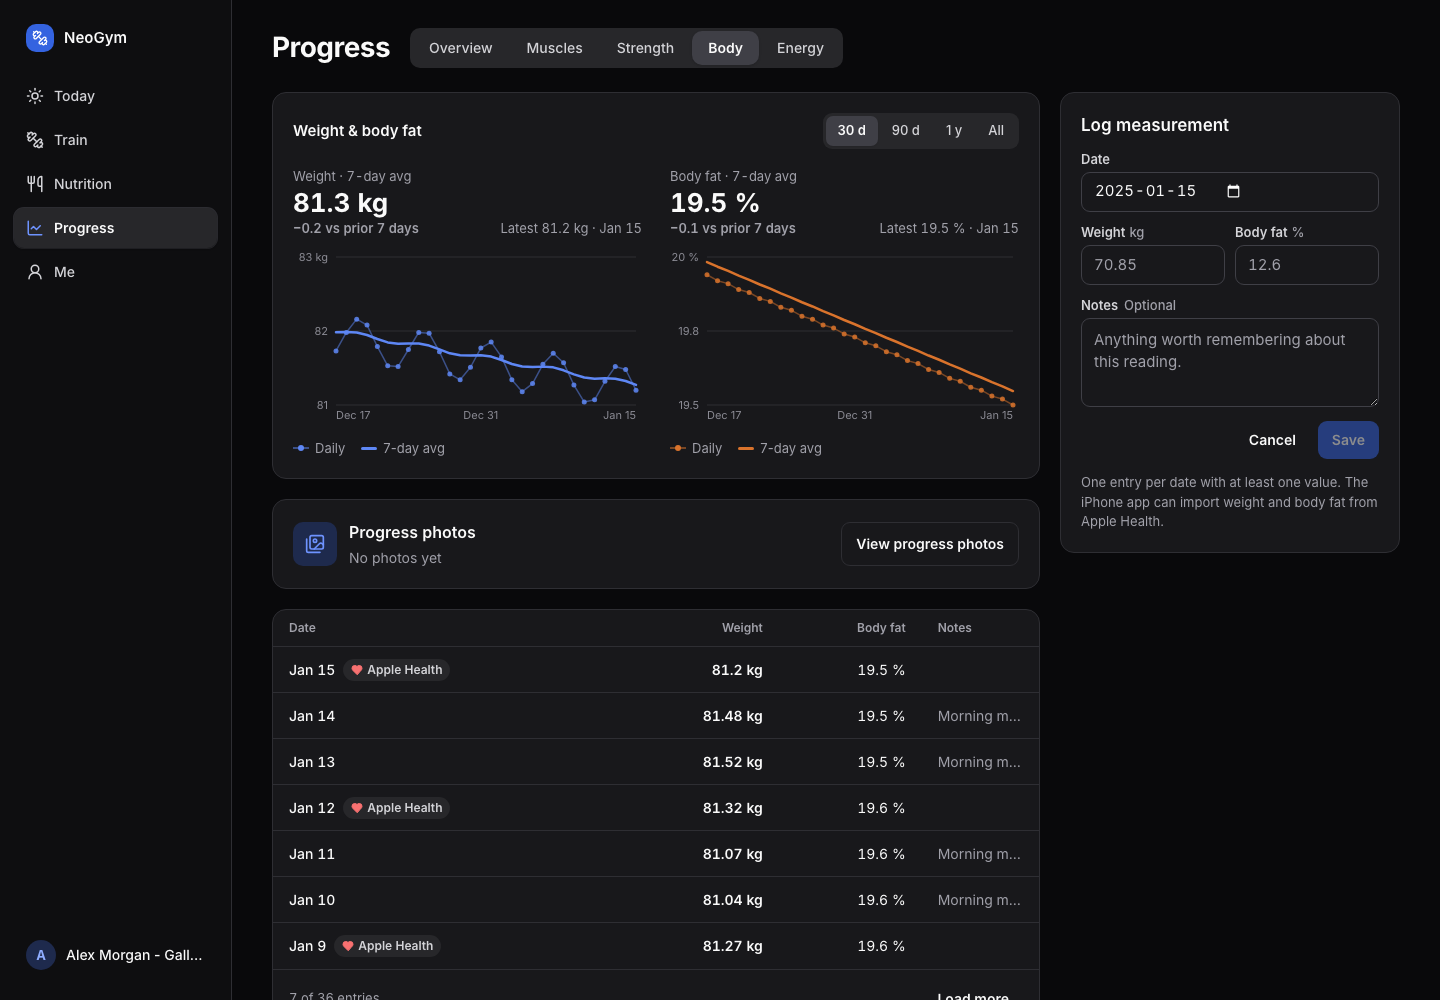 NeoGym
Today
Train
Nutrition
Progress
Me
A
Alex Morgan - Gall...
Progress
Overview
Muscles
Strength
Body
Energy
Weight & body fat
30 d
90 d
1 y
All
Weight · 7-day avg
81.3 kg
−0.2 vs prior 7 days
Latest 81.2 kg · Jan 15
83 kg
82
81
Dec 17
Dec 31
Jan 15
Daily
7-day avg
Body fat · 7-day avg
19.5 %
−0.1 vs prior 7 days
Latest 19.5 % · Jan 15
20 %
19.8
19.5
Dec 17
Dec 31
Jan 15
Daily
7-day avg
Progress photos
No photos yet
View progress photos
Date Weight Body fat Notes
Jan 15 Apple Health 81.2 kg 19.5 %
Jan 14 81.48 kg 19.5 % Morning m...
Jan 13 81.52 kg 19.5 % Morning m...
Jan 12 Apple Health 81.32 kg 19.6 %
Jan 11 81.07 kg 19.6 % Morning m...
Jan 10 81.04 kg 19.6 % Morning m...
Jan 9 Apple Health 81.27 kg 19.6 %
7 of 36 entries
Load more
Log measurement
Date
2025-01-15
Weight kg
Body fat %
70.85
12.6
Notes Optional
Anything worth remembering about
this reading.
Cancel
Save
One entry per date with at least one value. The
iPhone app can import weight and body fat from
Apple Health.